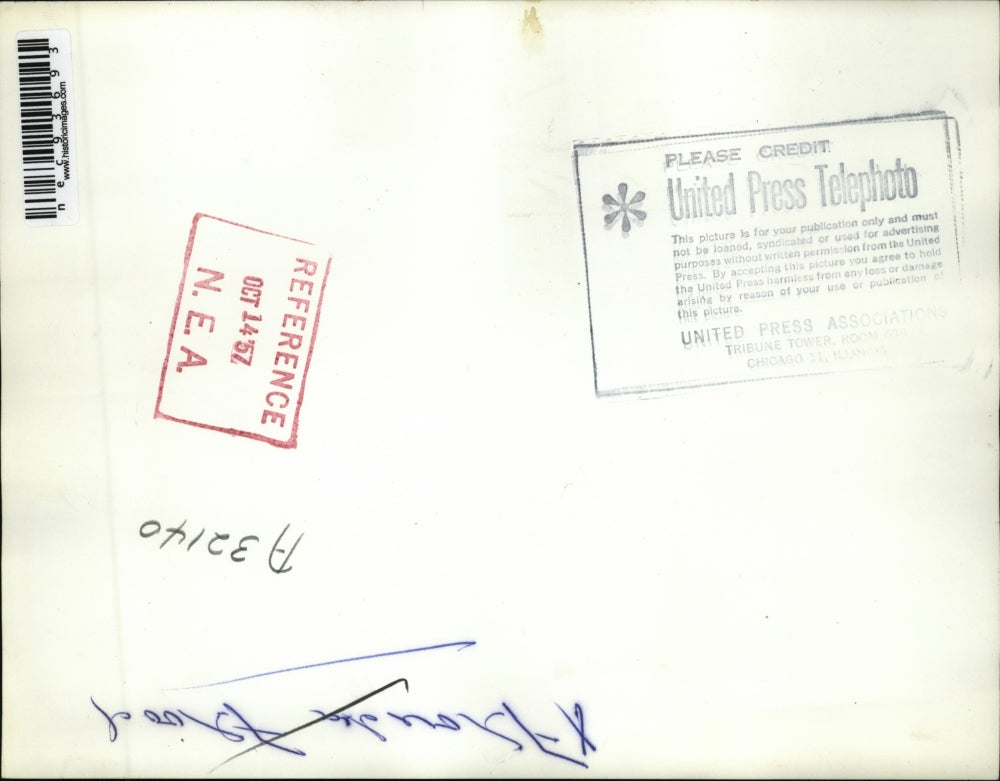 nec93693
www.historicimages.com
PLEASE CREDIT
United Press Telephoto
This picture is for your publication only and must
not be loaned, syndicated or used for advertising
purposes without written permission from the United
Press. By accepting this picture you agree to hold
the United Press harmless from any loss or damage
arising by reason of your use or publication of
this picture.
UNITED PRESS ASSOCIATIONS
TRIBUNE TOWER, ROOM
CHICAGO 11, ILLINOIS
REFERENCE
OCT 14 '57
N. E. A.
A32140